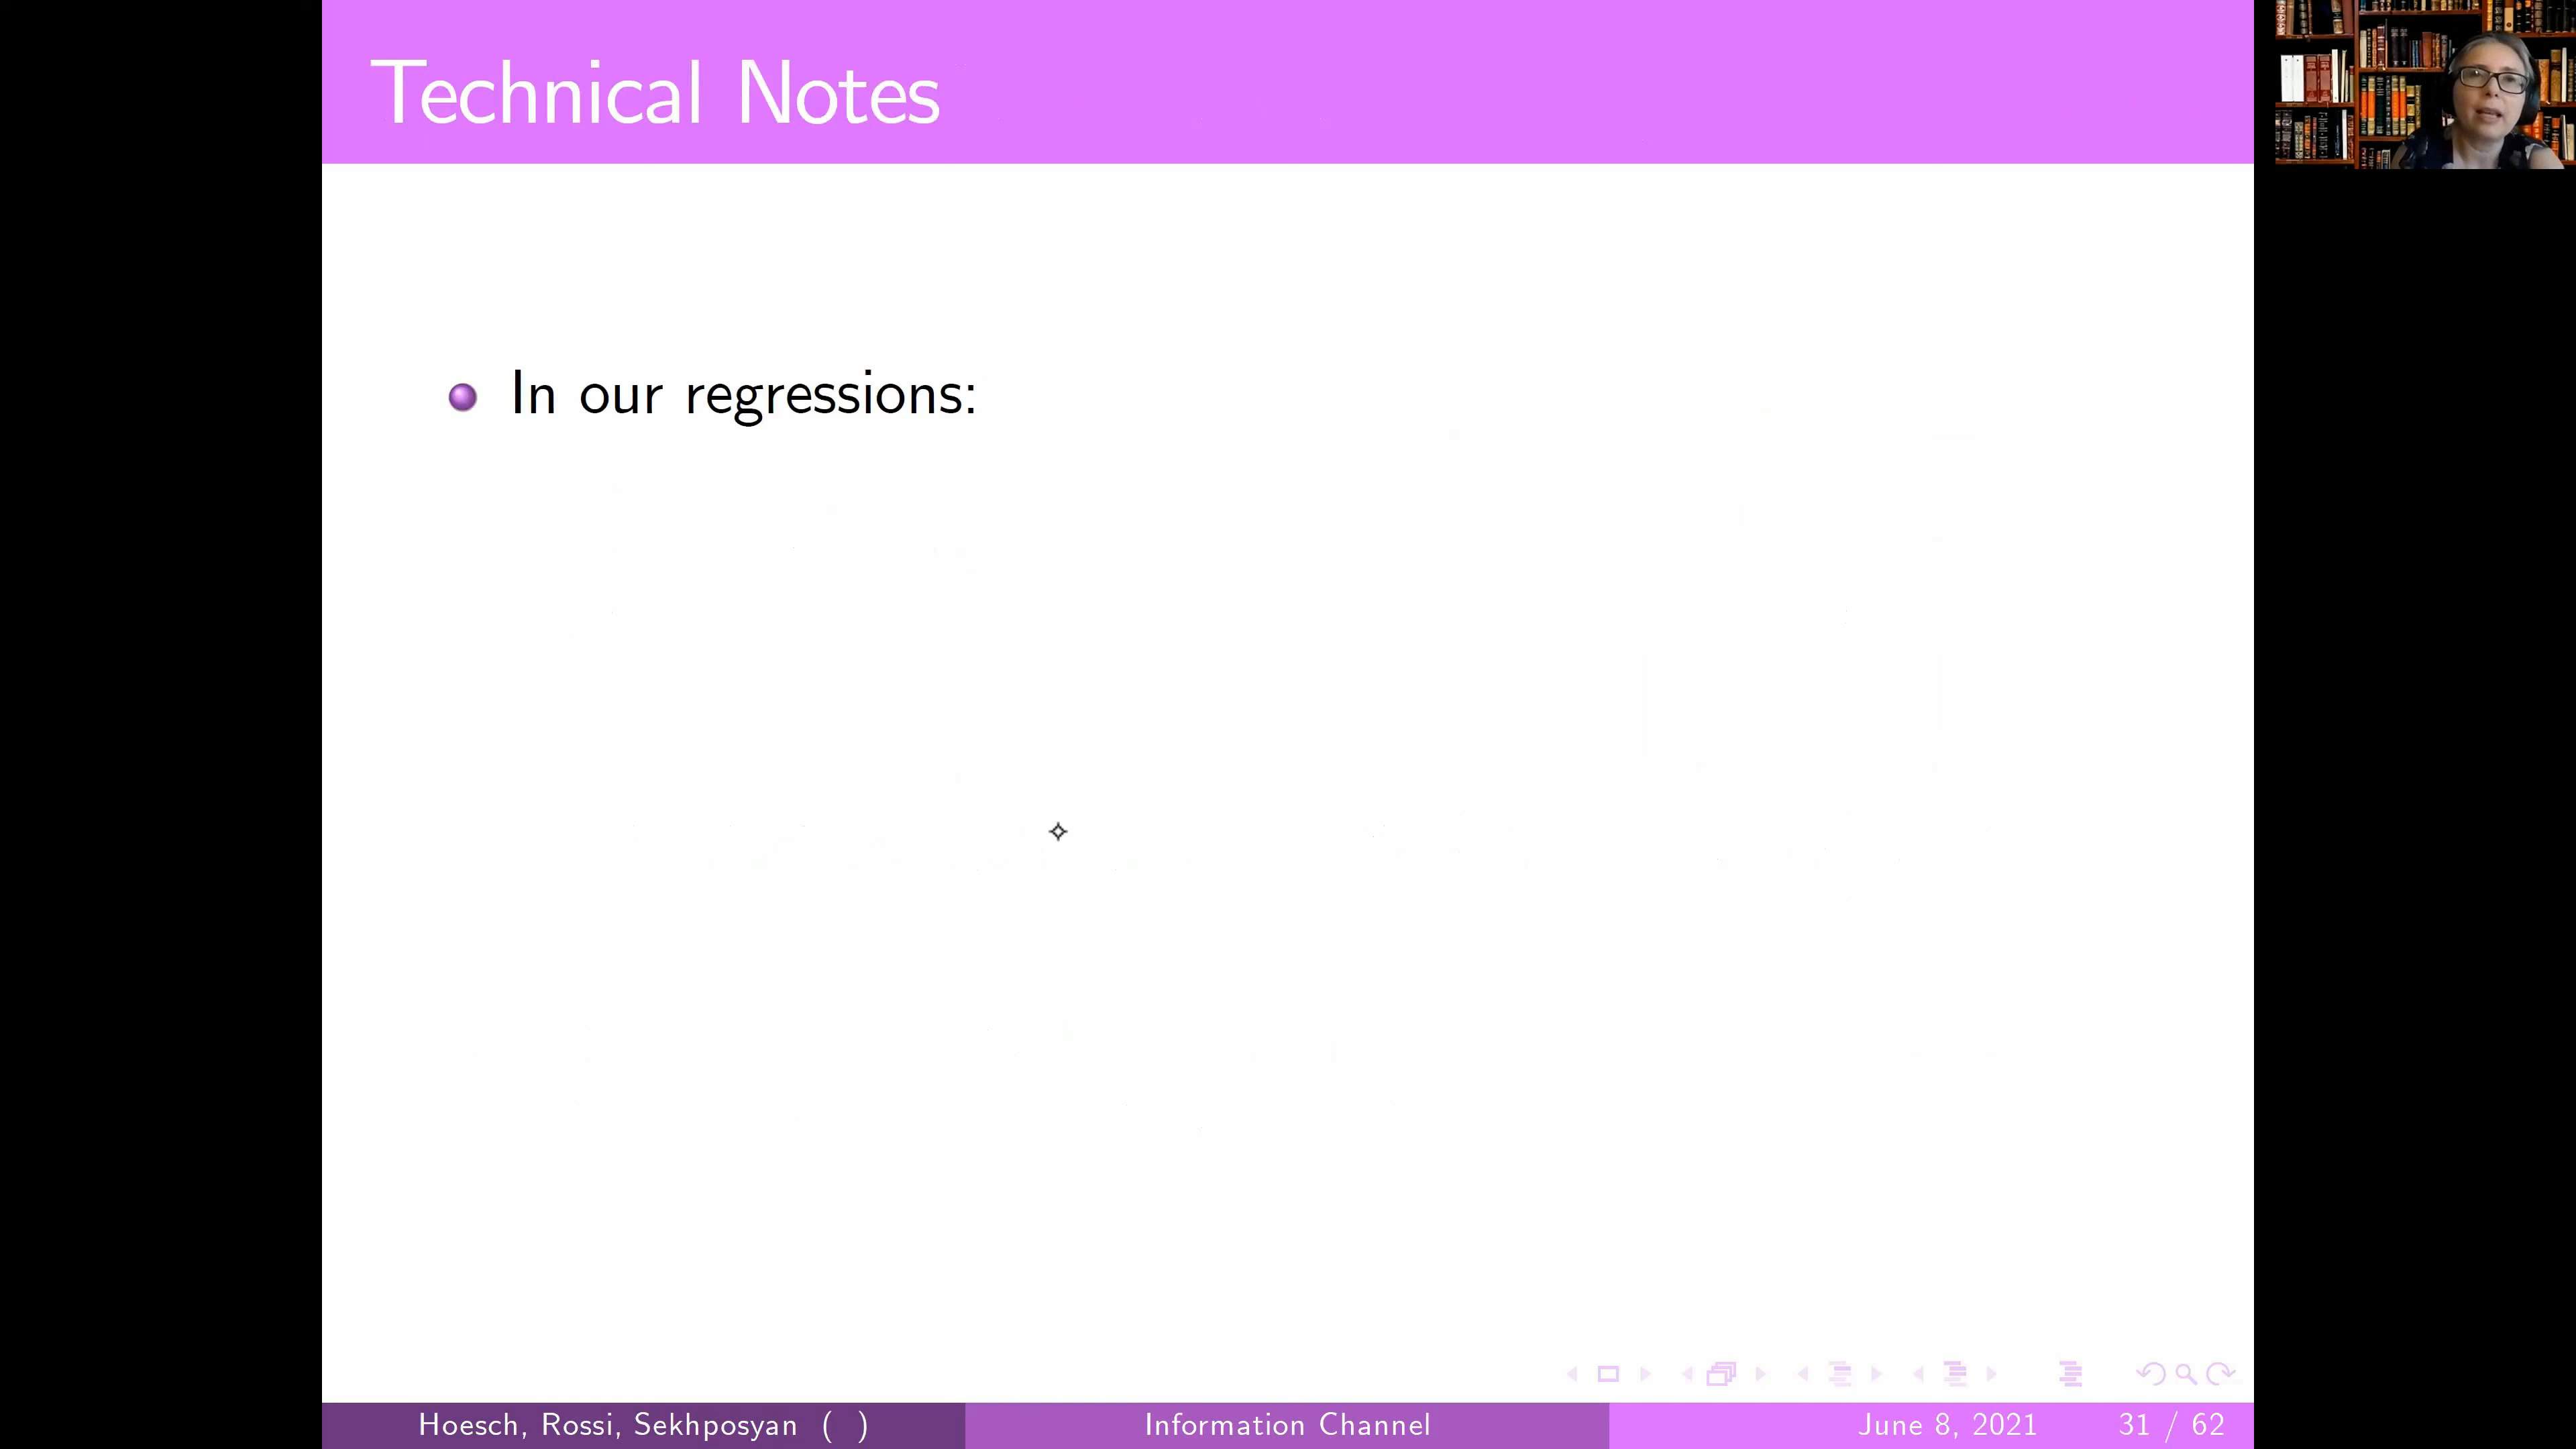 Technical Notes
In our regressions:
Hoesch, Rossi, Sekhposyan ( ) Information Channel June 8, 2021 31 / 62